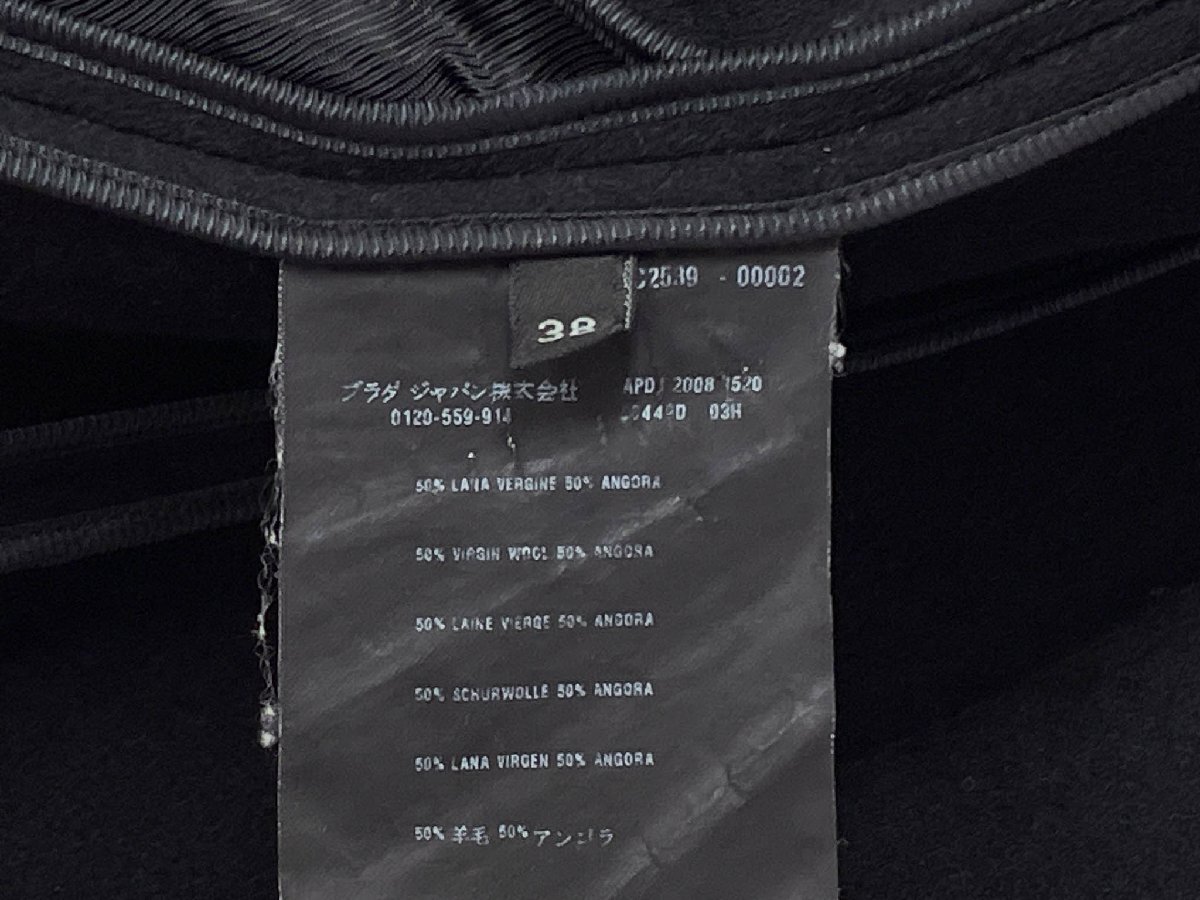 - 00002
38
プラダ ジャパン株式会社 2008 1520
0120-559-914 03H
50% LANA VERGINE 50% ANGORA
50% VIRGIN WOOL 50% ANGORA
50% LAINE VIERGE 50% ANGORA
50% SCHURWOLLE 50% ANGORA
50% LANA VIRGEN 50% ANGORA
50% 羊毛 50% アンゴラ